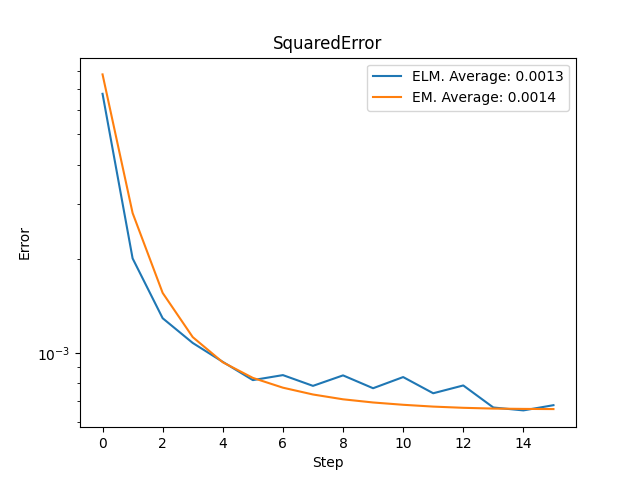 SquaredError
ELM. Average: 0.0013
EM. Average: 0.0014
Error
10⁻³
0 2 4 6 8 10 12 14
Step